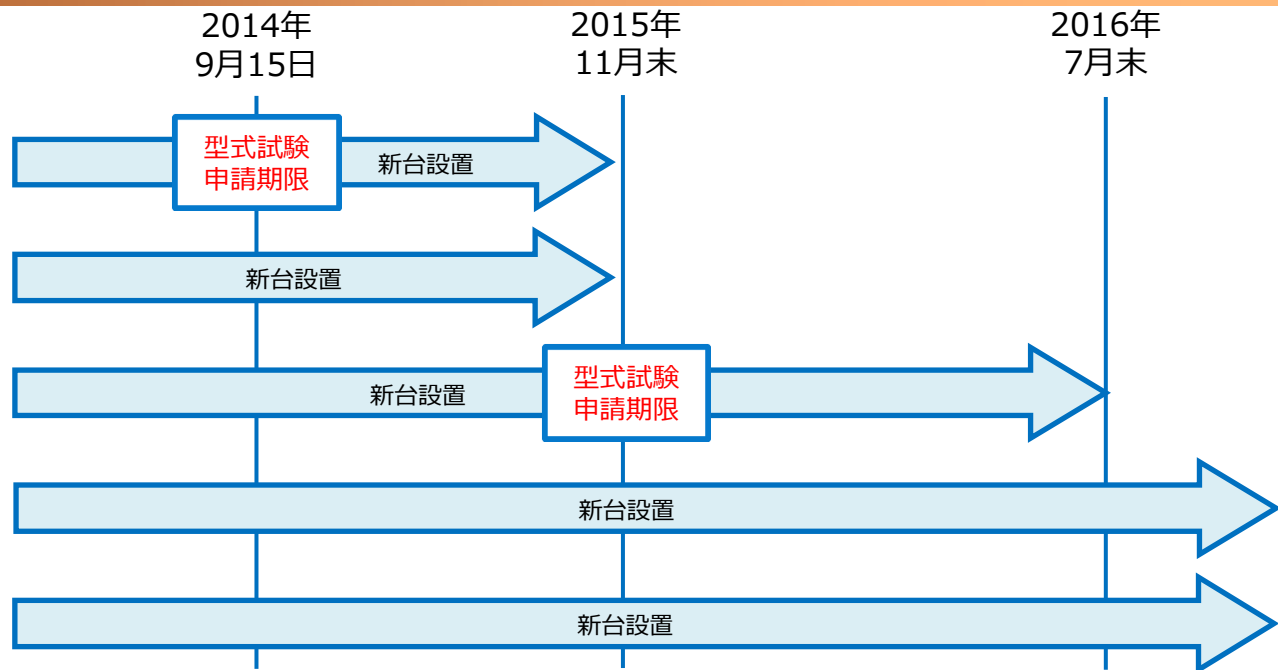 2014年
9月15日
2015年
11月末
2016年
7月末
型式試験
申請期限
新台設置
新台設置
新台設置
型式試験
申請期限
新台設置
新台設置